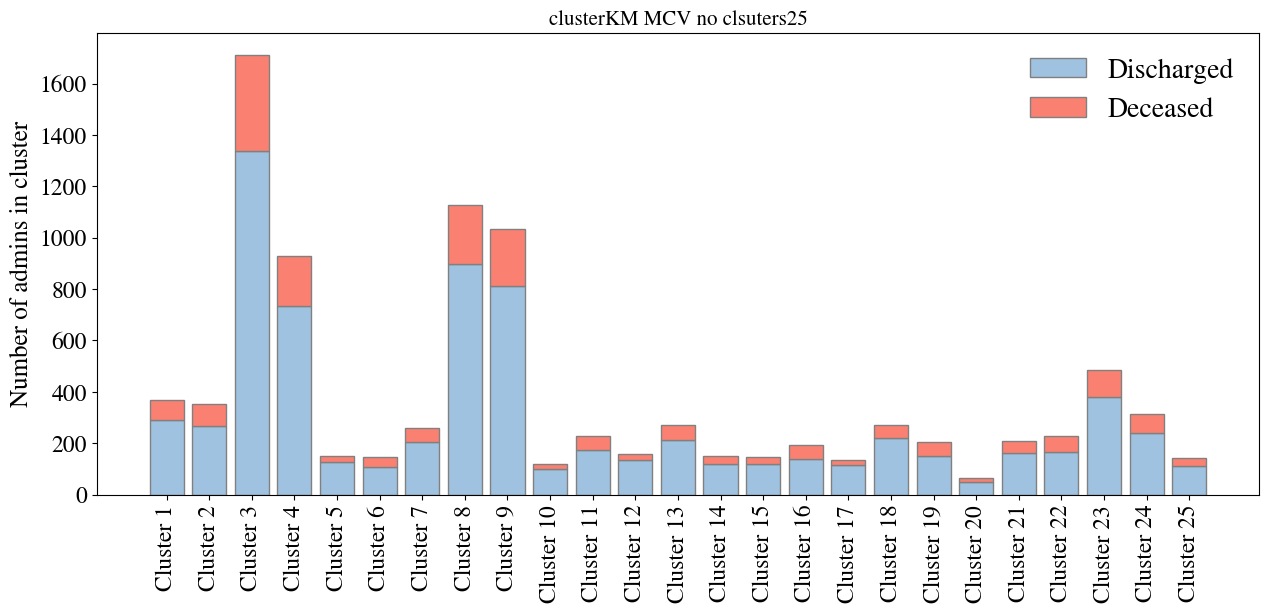 clusterKM MCV no clsuters25
Number of admins in cluster
1600
1400
1200
1000
800
600
400
200
0
Discharged
Deceased
Cluster 1
Cluster 2
Cluster 3
Cluster 4
Cluster 5
Cluster 6
Cluster 7
Cluster 8
Cluster 9
Cluster 10
Cluster 11
Cluster 12
Cluster 13
Cluster 14
Cluster 15
Cluster 16
Cluster 17
Cluster 18
Cluster 19
Cluster 20
Cluster 21
Cluster 22
Cluster 23
Cluster 24
Cluster 25